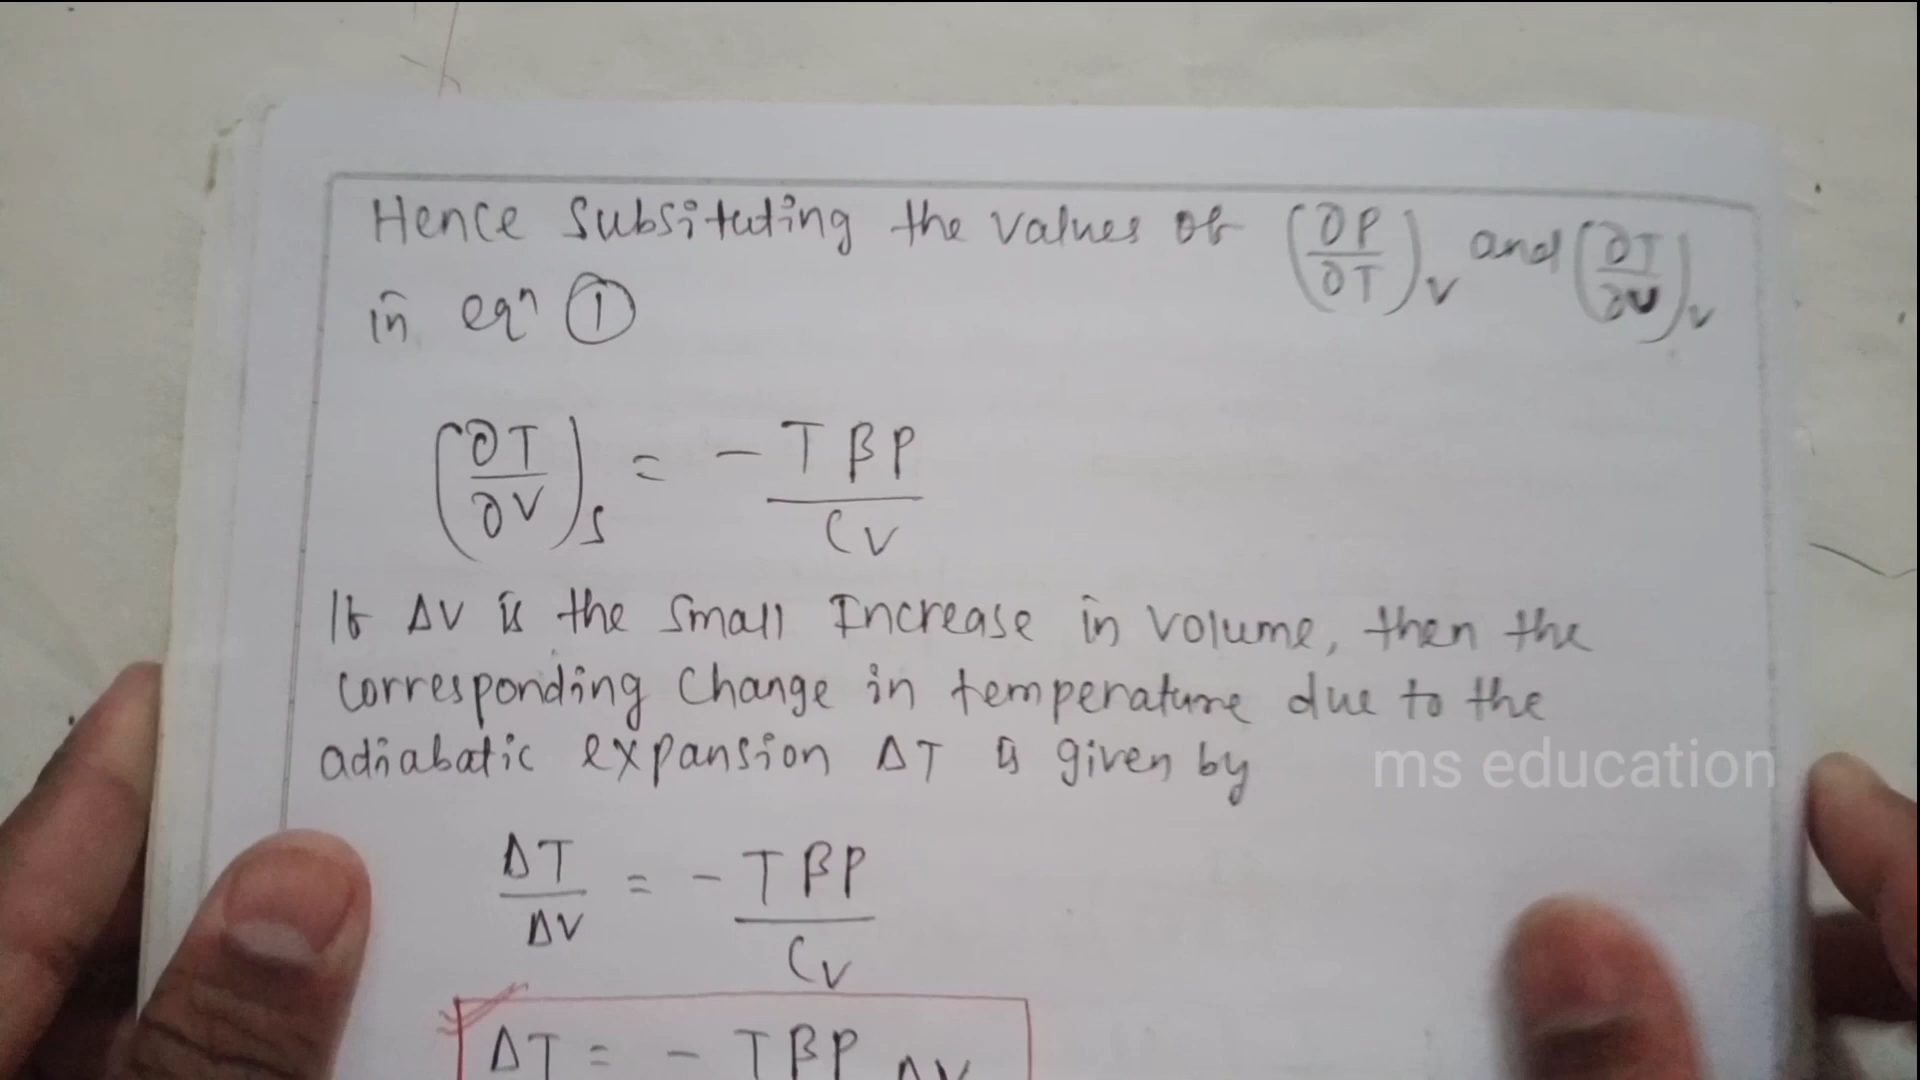 Hence Subsituting the values of (∂P/∂T)V and (∂T/∂U)V
in eqn ①
(∂T/∂V)S = - TβP/CV
If ΔV is the small Increase in volume, then the
corresponding change in temperature due to the
adiabatic expansion ΔT is given by
ms education
ΔT/ΔV = - TβP/CV
ΔT = - TβP ΔV